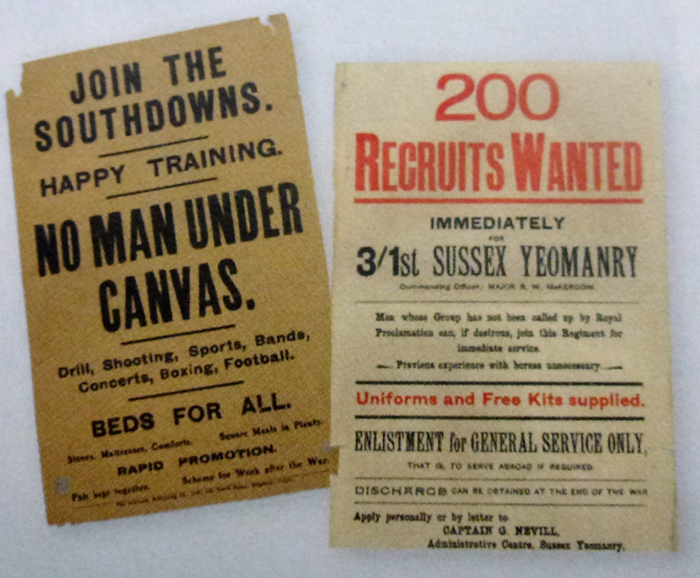 JOIN THE
SOUTHDOWNS.
HAPPY TRAINING.
NO MAN UNDER
CANVAS.
Drill, Shooting, Sports, Bands,
Concerts, Boxing, Football.
BEDS FOR ALL.
Stoves, Mattresses, Comforts. Square Meals in Plenty.
RAPID PROMOTION.
Pals kept together. Scheme for Work after the War.
200
RECRUITS WANTED
IMMEDIATELY
FOR
3/1st SUSSEX YEOMANRY
Commanding Officer: MAJOR R. W.
Men whose Group has not been called up by Royal
Proclamation can, if desirous, join this Regiment for
immediate service.
Previous experience with horses unnecessary.
Uniforms and Free Kits supplied.
ENLISTMENT for GENERAL SERVICE ONLY,
THAT IS, TO SERVE ABROAD IF REQUIRED.
DISCHARGE CAN BE OBTAINED AT THE END OF THE WAR
Apply personally or by letter to
CAPTAIN G. NEVILL,
Administrative Centre, Sussex Yeomanry.